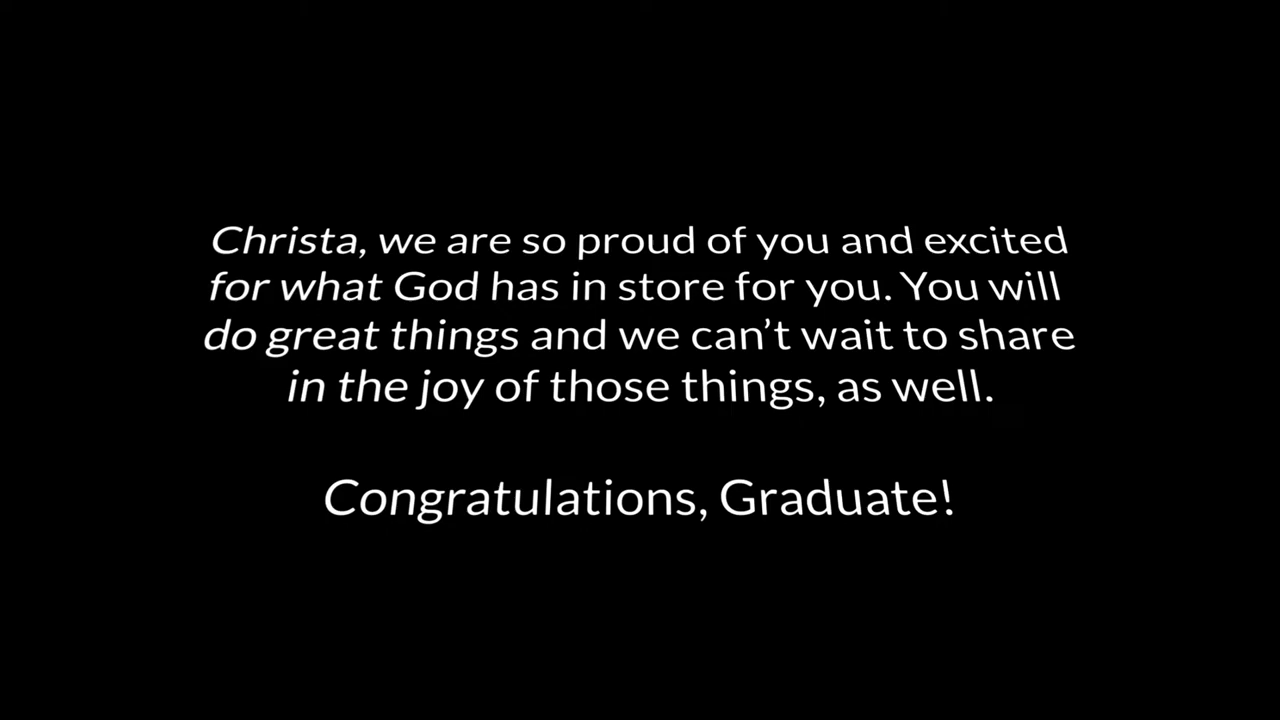 Christa, we are so proud of you and excited
for what God has in store for you. You will
do great things and we can’t wait to share
in the joy of those things, as well.
Congratulations, Graduate!